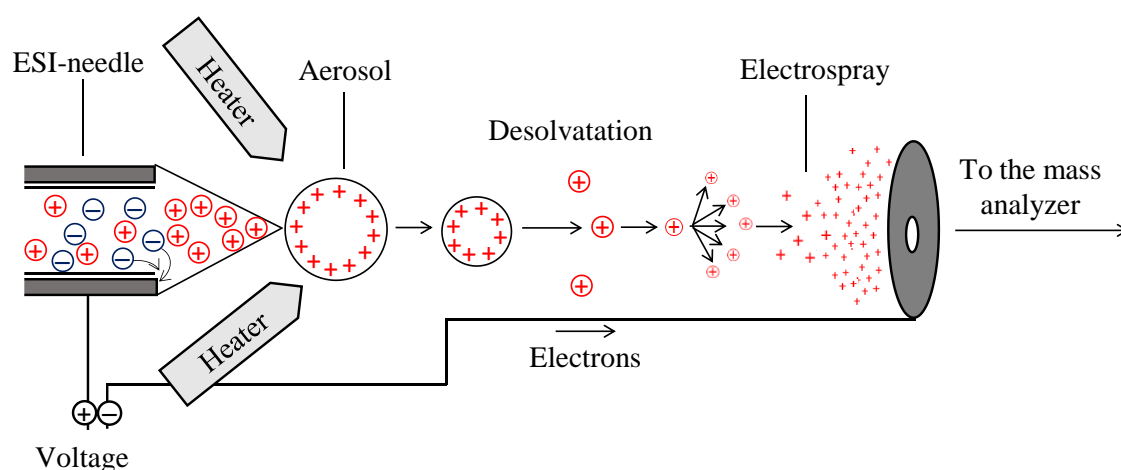 ESI-needle
Heater
Aerosol
Desolvatation
Electrospray
To the mass
analyzer
Heater
Electrons
Voltage